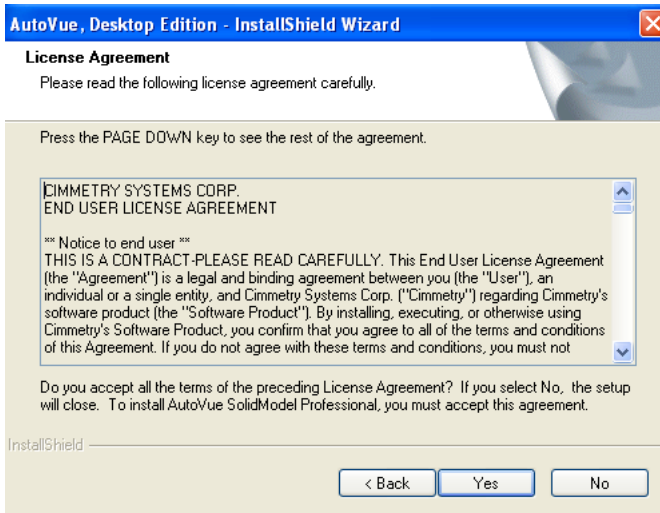 AutoVue, Desktop Edition - InstallShield Wizard
License Agreement
Please read the following license agreement carefully.
Press the PAGE DOWN key to see the rest of the agreement.
CIMMETRY SYSTEMS CORP.
END USER LICENSE AGREEMENT
** Notice to end user **
THIS IS A CONTRACT-PLEASE READ CAREFULLY. This End User License Agreement
(the "Agreement") is a legal and binding agreement between you (the "User"), an
individual or a single entity, and Cimmetry Systems Corp. ("Cimmetry") regarding Cimmetry's
software product (the "Software Product"). By installing, executing, or otherwise using
Cimmetry's Software Product, you confirm that you agree to all of the terms and conditions
of this Agreement. If you do not agree with these terms and conditions, you must not
Do you accept all the terms of the preceding License Agreement? If you select No, the setup
will close. To install AutoVue SolidModel Professional, you must accept this agreement.
InstallShield
< Back Yes No